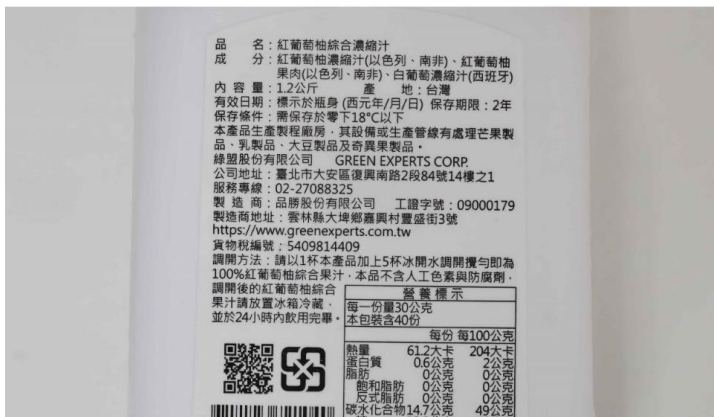 品　　名：紅葡萄柚綜合濃縮汁
成　　分：紅葡萄柚濃縮汁(以色列、南非)、紅葡萄柚
果肉(以色列、南非)、白葡萄濃縮汁(西班牙)
內 容 量：1.2公斤　　產　　地：台灣
有效日期：標示於瓶身 (西元年/月/日) 保存期限：2年
保存條件：需保存於零下18°C以下
本產品生產製程廠房，其設備或生產管線有處理芒果製
品、乳製品、大豆製品及奇異果製品。
綠盟股份有限公司　GREEN EXPERTS CORP.
公司地址：臺北市大安區復興南路2段84號14樓之1
服務專線：02-27088325
製 造 商：品勝股份有限公司　工證字號：09000179
製造商地址：雲林縣大埤鄉嘉興村豐盛街3號
https://www.greenexperts.com.tw
貨物稅編號：5409814409
調開方法：請以1杯本產品加上5杯冰開水調開攪勻即為
100%紅葡萄柚綜合果汁，本品不含人工色素與防腐劑，
調開後的紅葡萄柚綜合
果汁請放置冰箱冷藏，
並於24小時內飲用完畢。
營養標示
每一份量30公克
本包裝含40份
每份 每100公克
熱量 61.2大卡 204大卡
蛋白質 0.6公克 2公克
脂肪 0公克 0公克
飽和脂肪 0公克 0公克
反式脂肪 0公克 0公克
碳水化合物 14.7公克 49公克